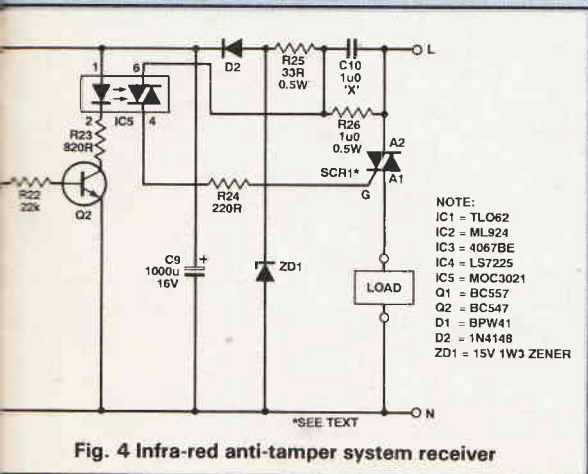 L
1
6
D2
R25
33R
0.5W
C10
1u0
'X'
2
IC5
4
R23
820R
R26
1u0
0.5W
A2
SCR1*
A1
G
R22
22k
Q2
R24
220R
C9
1000u
16V
+
ZD1
LOAD
NOTE:
IC1 = TLO62
IC2 = ML924
IC3 = 4067BE
IC4 = LS7225
IC5 = MOC3021
Q1 = BC557
Q2 = BC547
D1 = BPW41
D2 = 1N4148
ZD1 = 15V 1W3 ZENER
*SEE TEXT
N
Fig. 4 Infra-red anti-tamper system receiver